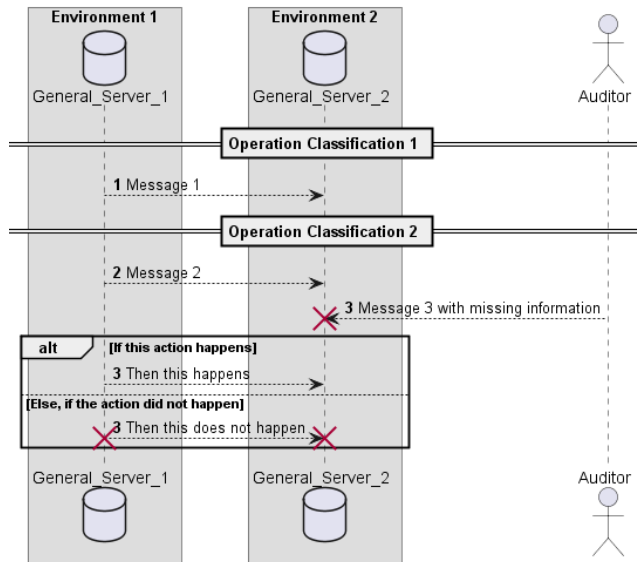 Environment 1
Environment 2
General_Server_1
General_Server_2
Auditor
Operation Classification 1
1 Message 1
Operation Classification 2
2 Message 2
3 Message 3 with missing information
alt [If this action happens]
3 Then this happens
[Else, if the action did not happen]
3 Then this does not happen
General_Server_1
General_Server_2
Auditor